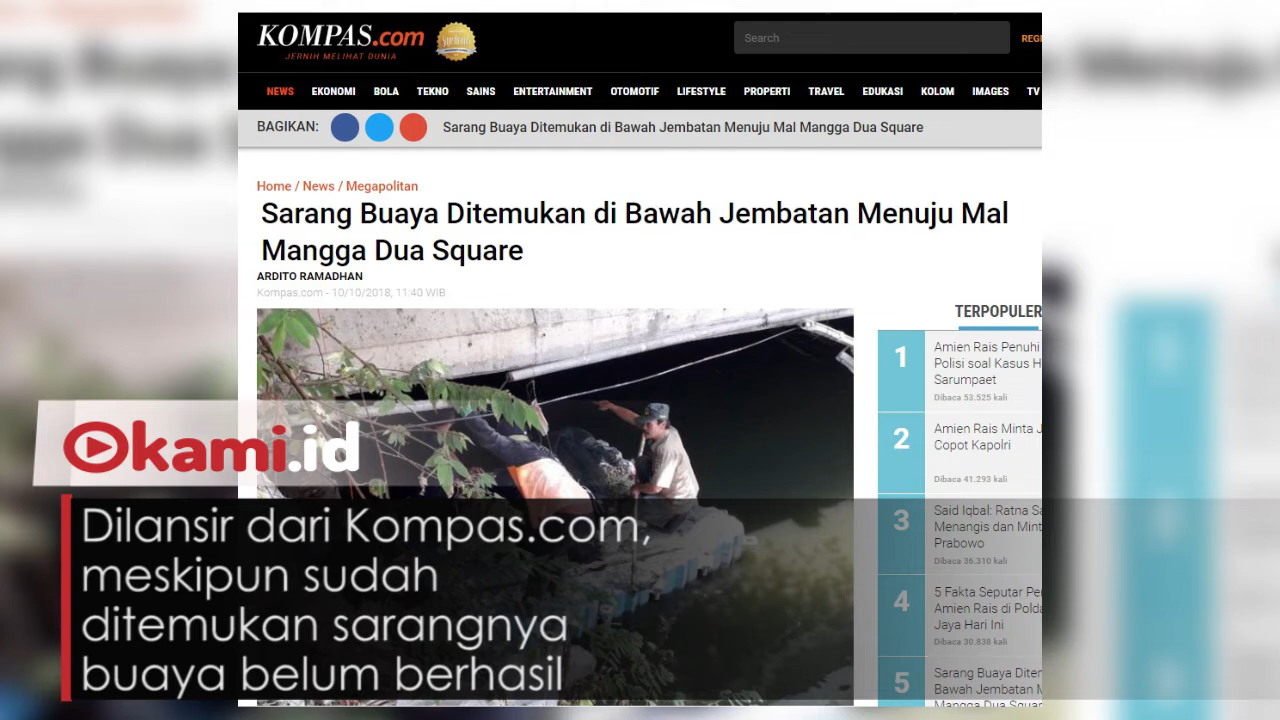 KOMPAS.com
JERNIH MELIHAT DUNIA
Search
NEWS EKONOMI BOLA TEKNO SAINS ENTERTAINMENT OTOMOTIF LIFESTYLE PROPERTI TRAVEL EDUKASI KOLOM IMAGES TV
BAGIKAN: Sarang Buaya Ditemukan di Bawah Jembatan Menuju Mal Mangga Dua Square
Home / News / Megapolitan
Sarang Buaya Ditemukan di Bawah Jembatan Menuju Mal
Mangga Dua Square
ARDITO RAMADHAN
Kompas.com - 10/10/2018, 11:40 WIB
TERPOPULER
1
Amien Rais Penuhi
Polisi soal Kasus H
Sarumpaet
Dibaca 53.525 kali
2
Amien Rais Minta J
Copot Kapolri
Dibaca 41.293 kali
3
Said Iqbal: Ratna Sa
Menangis dan Mint
Prabowo
Dibaca 36.310 kali
4
5 Fakta Seputar Pe
Amien Rais di Polda
Jaya Hari Ini
Dibaca 30.838 kali
5
Sarang Buaya Diter
Bawah Jembatan M
Mangga Dua Squar
Okami.id
Dilansir dari Kompas.com,
meskipun sudah
ditemukan sarangnya
buaya belum berhasil